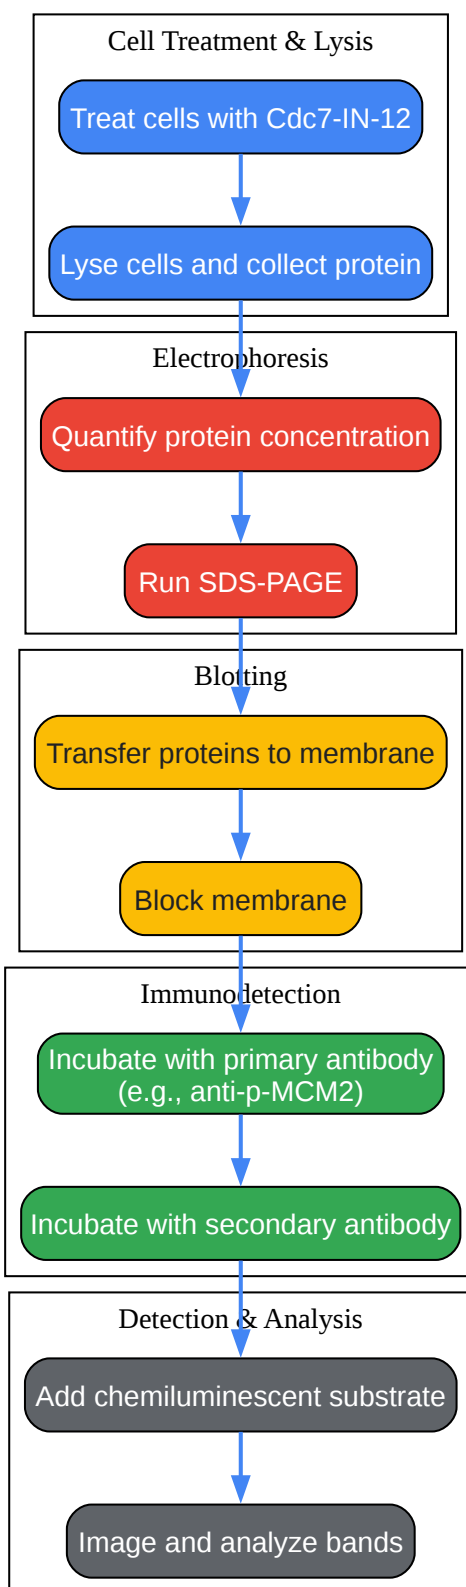 Cell Treatment & Lysis
Treat cells with Cdc7-IN-12
Lyse cells and collect protein
Electrophoresis
Quantify protein concentration
Run SDS-PAGE
Blotting
Transfer proteins to membrane
Block membrane
Immunodetection
Incubate with primary antibody
(e.g., anti-p-MCM2)
Incubate with secondary antibody
Detection & Analysis
Add chemiluminescent substrate
Image and analyze bands